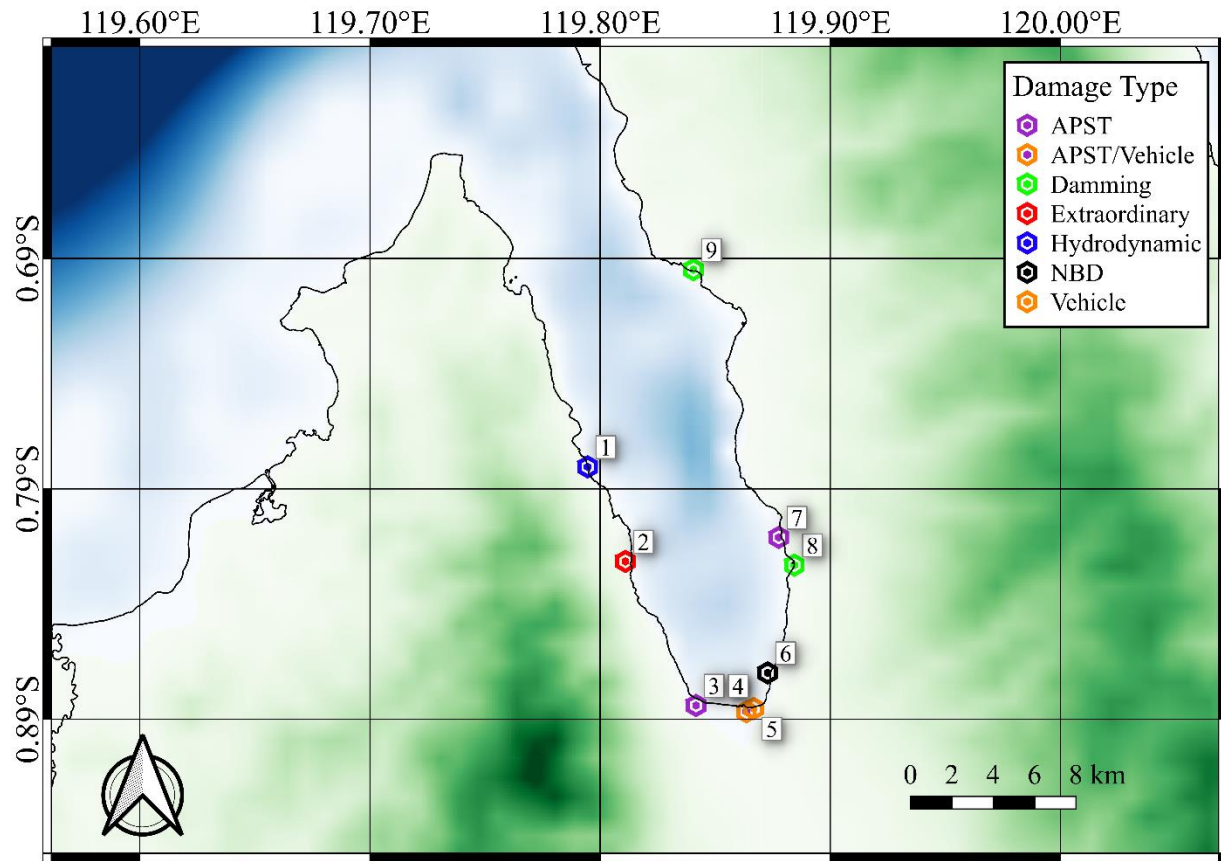 119.60°E 119.70°E 119.80°E 119.90°E 120.00°E
Damage Type
APST
APST/Vehicle
Damming
Extraordinary
Hydrodynamic
NBD
Vehicle
0.69°S
9
1
0.79°S
7
2
8
6
3 4
0.89°S
5
0 2 4 6 8 km